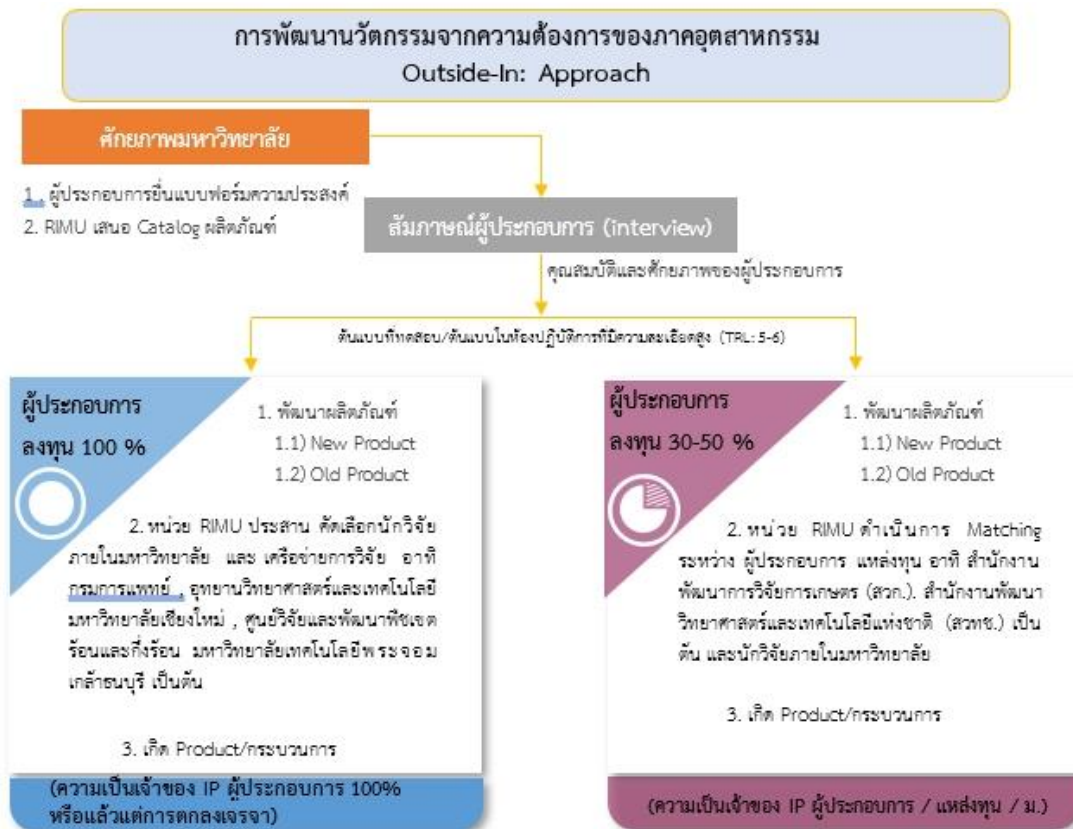 การพัฒนานวัตกรรมจากความต้องการของภาคอุตสาหกรรม
Outside-In: Approach
ศักยภาพมหาวิทยาลัย
1 . ผู้ประกอบการยื่นแบบฟอร์มความประสงค์
2. RIMU เสนอ Catalog ผลิตภัณฑ์
สัมภาษณ์ผู้ประกอบการ (interview)
คุณสมบัติและศักยภาพของผู้ประกอบการ
ต้นแบบที่ทดสอบ/ต้นแบบในห้องปฏิบัติการที่มีความละเอียดสูง (TRL: 5-6)
ผู้ประกอบการ
ลงทุน 100 %
1. พัฒนาผลิตภัณฑ์
1.1) New Product
1.2) Old Product
2. หน่วย RIMU ประสาน คัดเลือกนักวิจัย
ภายในมหาวิทยาลัย และ เครือข่ายการวิจัย อาทิ
กรมการแพทย์ , อุทยานวิทยาศาสตร์และเทคโนโลยี
มหาวิทยาลัยเชียงใหม่ , ศูนย์วิจัยและพัฒนาพืชเขต
ร้อนและกึ่งร้อน มหาวิทยาลัยเทคโนโลยีพระจอม
เกล้าธนบุรี เป็นต้น
3. เกิด Product/กระบวนการ
(ความเป็นเจ้าของ IP ผู้ประกอบการ 100%
หรือแล้วแต่การตกลงเจรจา)
ผู้ประกอบการ
ลงทุน 30-50 %
1. พัฒนาผลิตภัณฑ์
1.1) New Product
1.2) Old Product
2. หน่วย RIMU ดำเนินการ Matching
ระหว่าง ผู้ประกอบการ แหล่งทุน อาทิ สำนักงาน
พัฒนาการวิจัยการเกษตร (สวก.). สำนักงานพัฒนา
วิทยาศาสตร์และเทคโนโลยีแห่งชาติ (สวทช.) เป็น
ต้น และนักวิจัยภายในมหาวิทยาลัย
3. เกิด Product/กระบวนการ
(ความเป็นเจ้าของ IP ผู้ประกอบการ / แหล่งทุน / ม.)